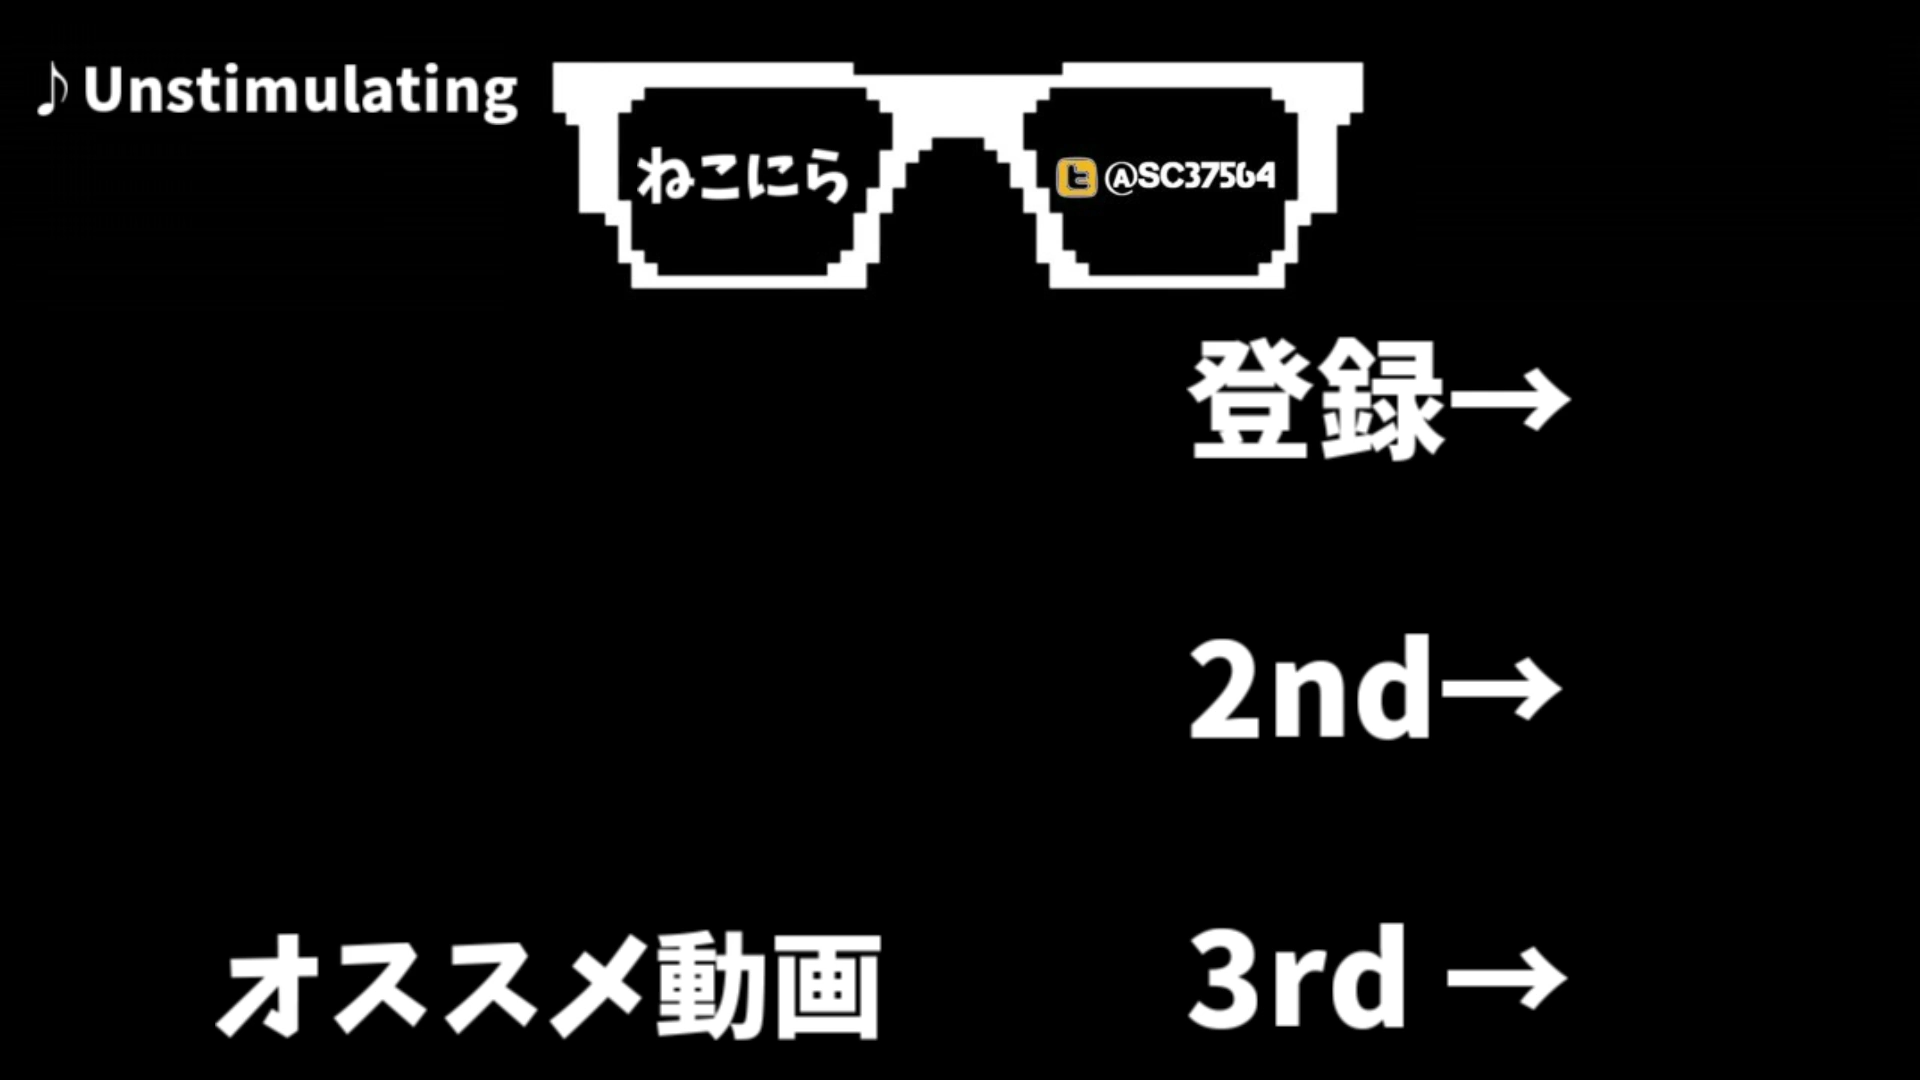 ♪Unstimulating
ねこにら
@SC37564
登録→
2nd→
3rd →
オススメ動画